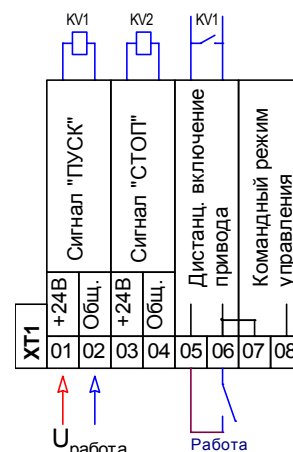 KV1
KV2
KV1
Сигнал "ПУСК"
Сигнал "СТОП"
Дистанц. включение
привода
Командный режим
управления
+24В
Общ.
+24В
Общ.
XT1
01
02
03
04
05
06
07
08
Uработа
Работа